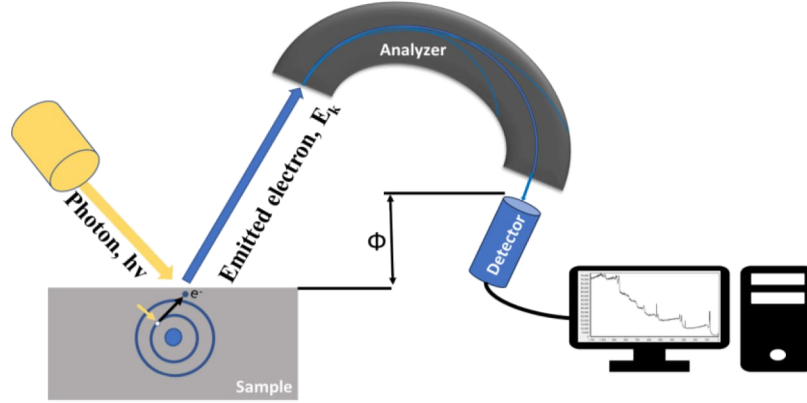 Analyzer
Photon, hν
Emitted electron, Eₖ
Φ
Detector
e-
Sample